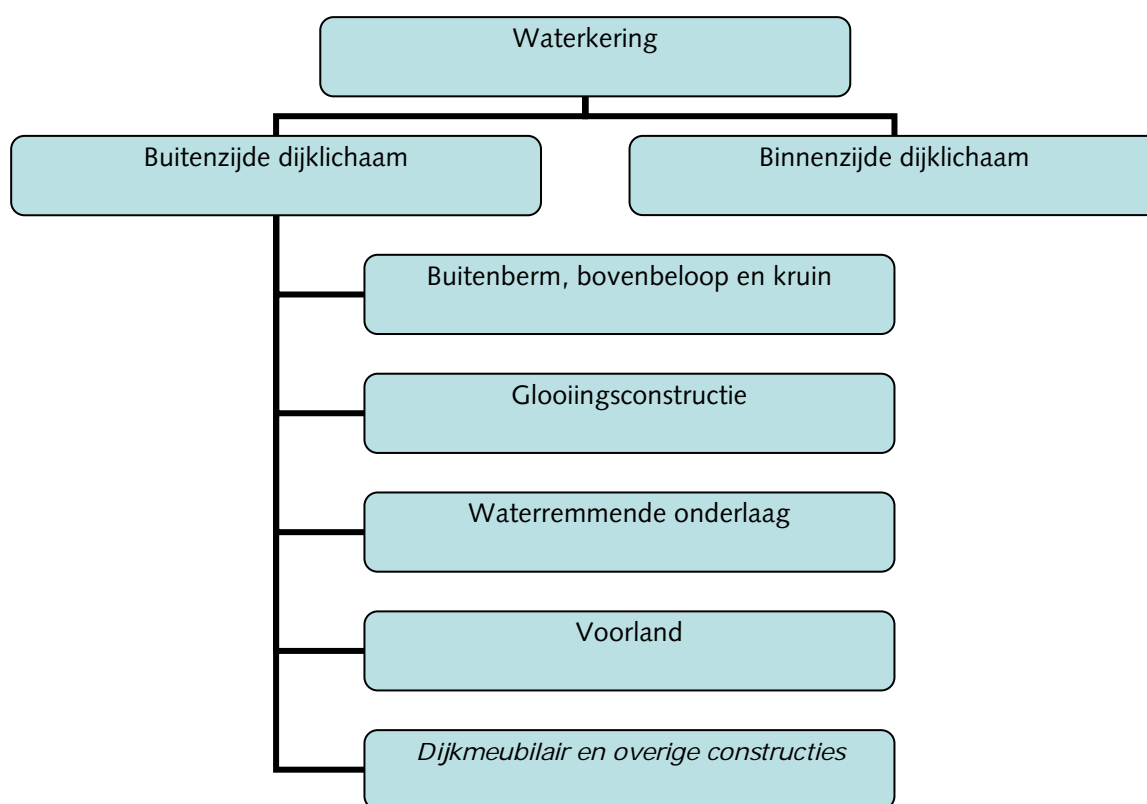 Waterkering
Buitenzijde dijklichaam
Binnenzijde dijklichaam
Buitenberm, bovenbeloop en kruin
Glooiingsconstructie
Waterremmende onderlaag
Voorland
Dijkmeubilair en overige constructies